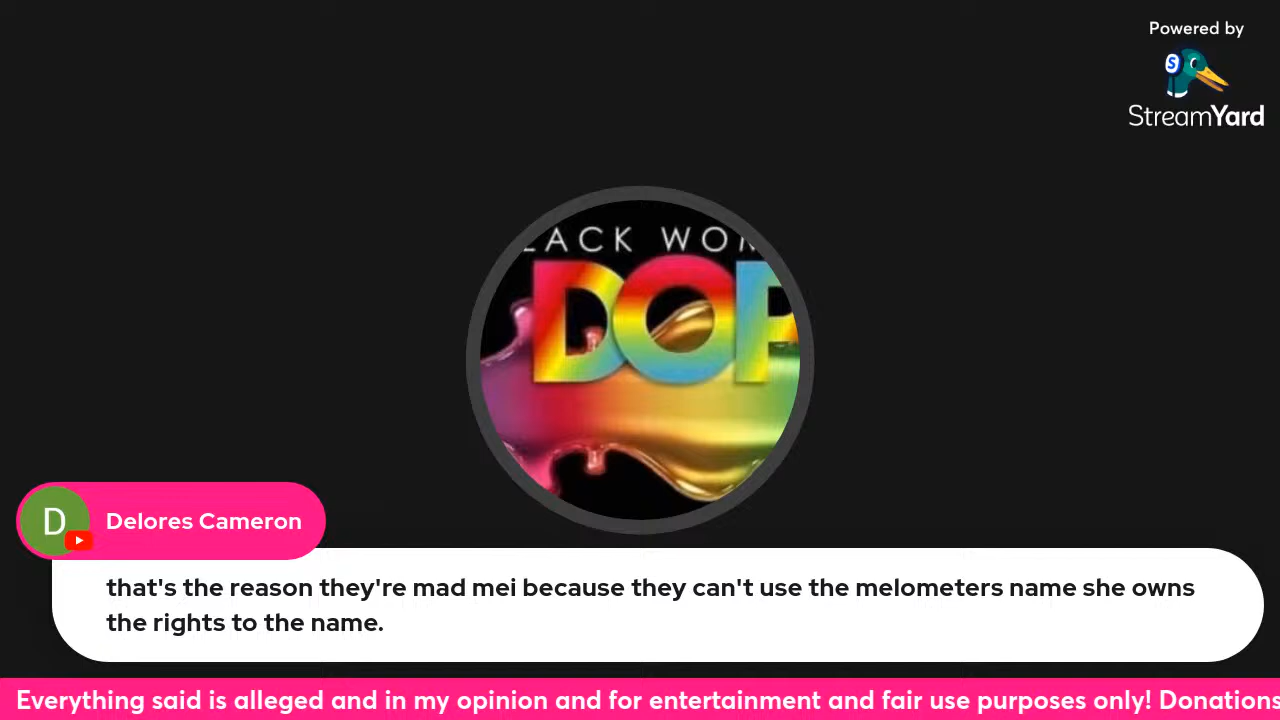 Powered by
S
StreamYard
LACK WOM
DOP
D
Delores Cameron
that's the reason they're mad mei because they can't use the melometers name she owns
the rights to the name.
Everything said is alleged and in my opinion and for entertainment and fair use purposes only! Donations